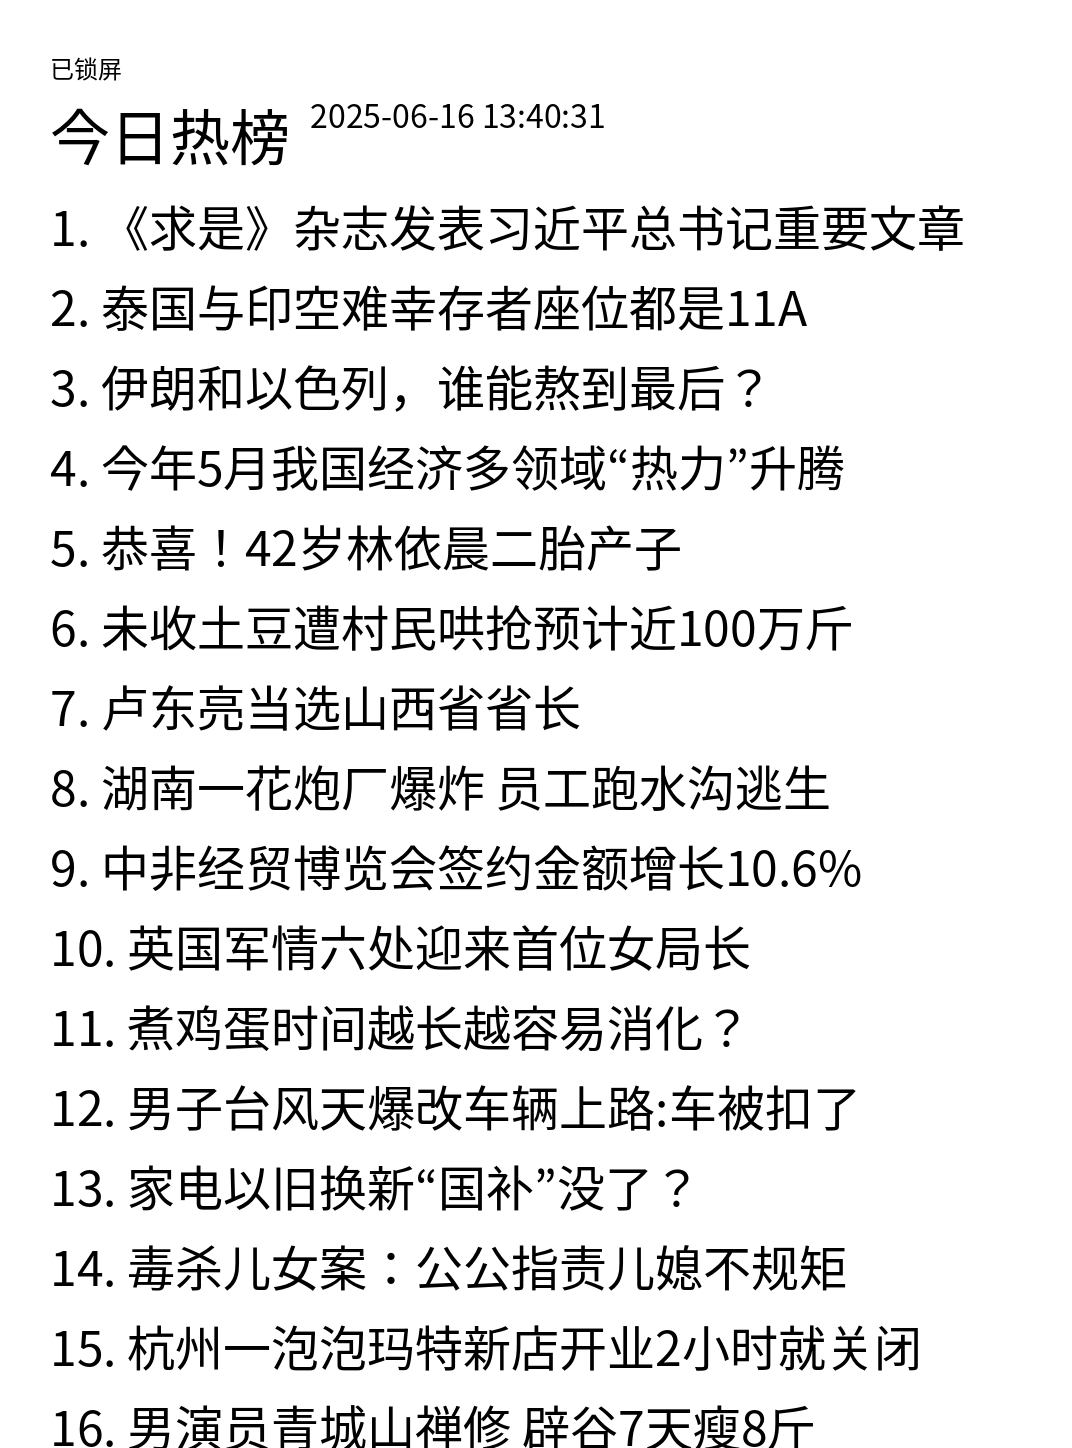 已锁屏
今日热榜 2025-06-16 13:40:31
1. 《求是》杂志发表习近平总书记重要文章
2. 泰国与印空难幸存者座位都是11A
3. 伊朗和以色列，谁能熬到最后？
4. 今年5月我国经济多领域“热力”升腾
5. 恭喜！42岁林依晨二胎产子
6. 未收土豆遭村民哄抢预计近100万斤
7. 卢东亮当选山西省省长
8. 湖南一花炮厂爆炸 员工跑水沟逃生
9. 中非经贸博览会签约金额增长10.6%
10. 英国军情六处迎来首位女局长
11. 煮鸡蛋时间越长越容易消化？
12. 男子台风天爆改车辆上路:车被扣了
13. 家电以旧换新“国补”没了？
14. 毒杀儿女案：公公指责儿媳不规矩
15. 杭州一泡泡玛特新店开业2小时就关闭
16. 男演员青城山禅修 辟谷7天瘦8斤